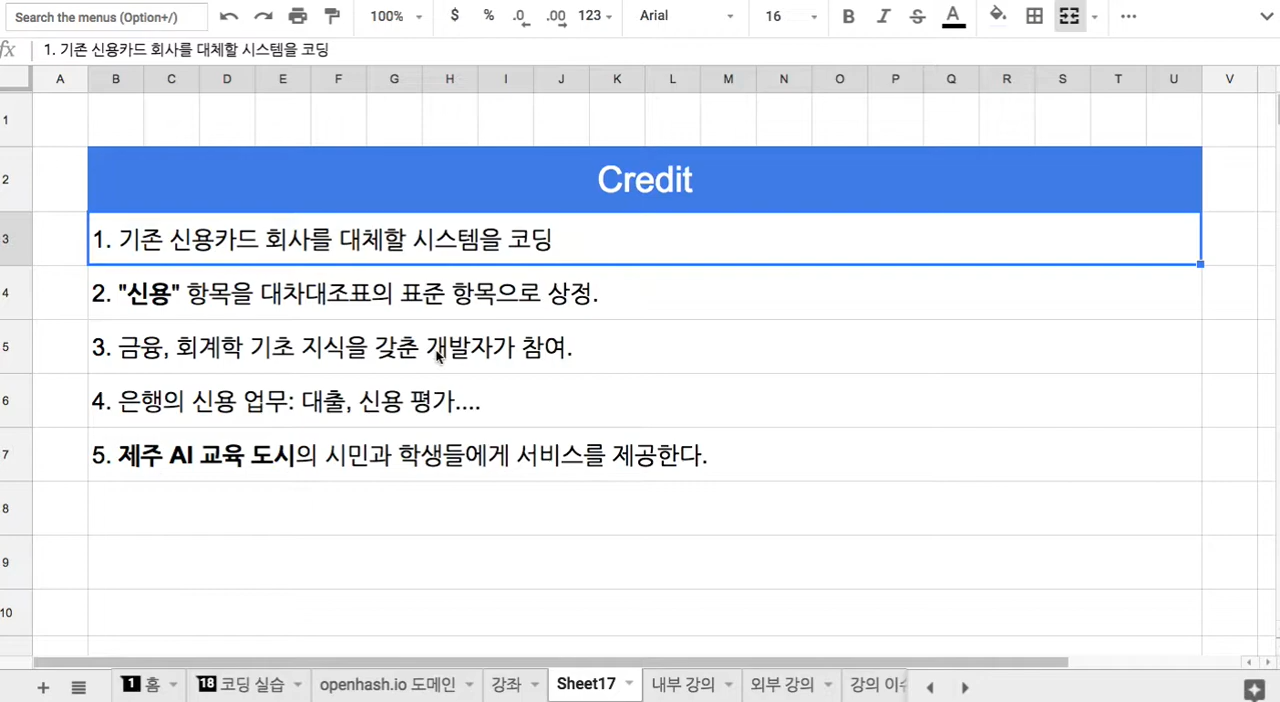 Search the menus (Option+/) 100% $ % .0 .00 123 Arial 16 B I S A
fx 1. 기존 신용카드 회사를 대체할 시스템을 코딩
A B C D E F G H I J K L M N O P Q R S T U V
1
2 Credit
3 1. 기존 신용카드 회사를 대체할 시스템을 코딩
4 2. "신용" 항목을 대차대조표의 표준 항목으로 상정.
5 3. 금융, 회계학 기초 지식을 갖춘 개발자가 참여.
6 4. 은행의 신용 업무: 대출, 신용 평가....
7 5. 제주 AI 교육 도시의 시민과 학생들에게 서비스를 제공한다.
8
9
10
1 홈 18 코딩 실습 openhash.io 도메인 강좌 Sheet17 내부 강의 외부 강의 강의 이수